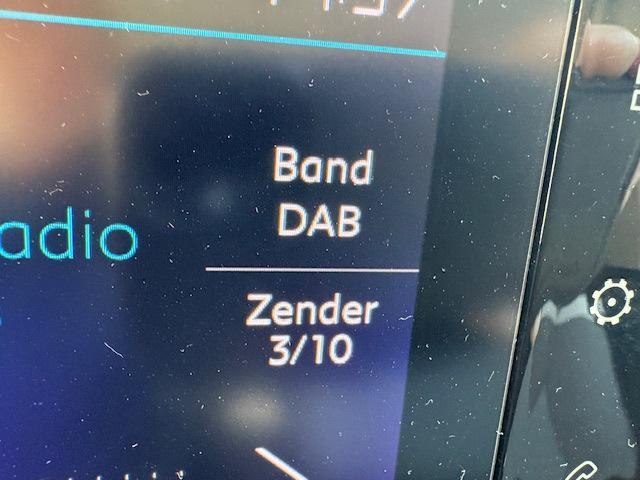 adio
Band
DAB
Zender
3/10